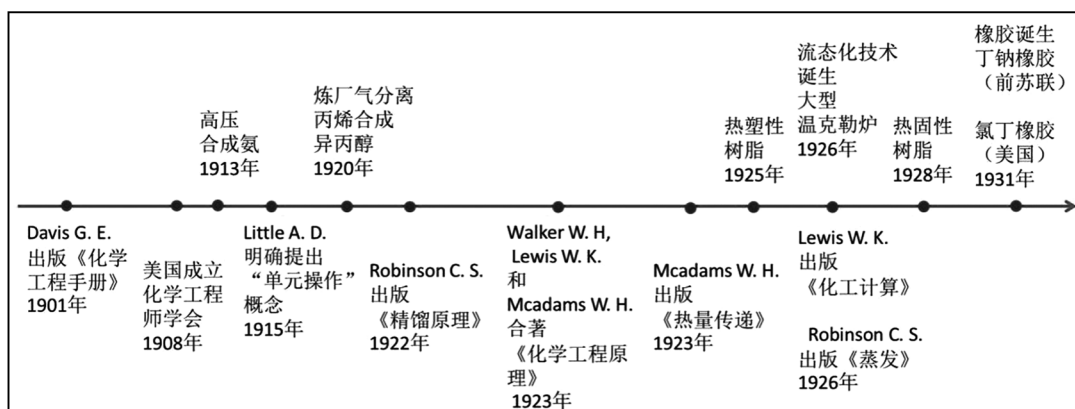 高压
合成氨
1913年
炼厂气分离
丙烯合成
异丙醇
1920年
热塑性
树脂
1925年
流态化技术
诞生
大型
温克勒炉
1926年
热固性
树脂
1928年
橡胶诞生
丁钠橡胶
（前苏联）
氯丁橡胶
（美国）
1931年
Davis G. E.
出版《化学
工程手册》
1901年
美国成立
化学工程
师学会
1908年
Little A. D.
明确提出
“单元操作”
概念
1915年
Robinson C. S.
出版
《精馏原理》
1922年
Walker W. H,
Lewis W. K.
和
Mcadams W. H.
合著
《化学工程原
理》
1923年
Mcadams W. H.
出版
《热量传递》
1923年
Lewis W. K.
出版
《化工计算》
Robinson C. S.
出版《蒸发》
1926年